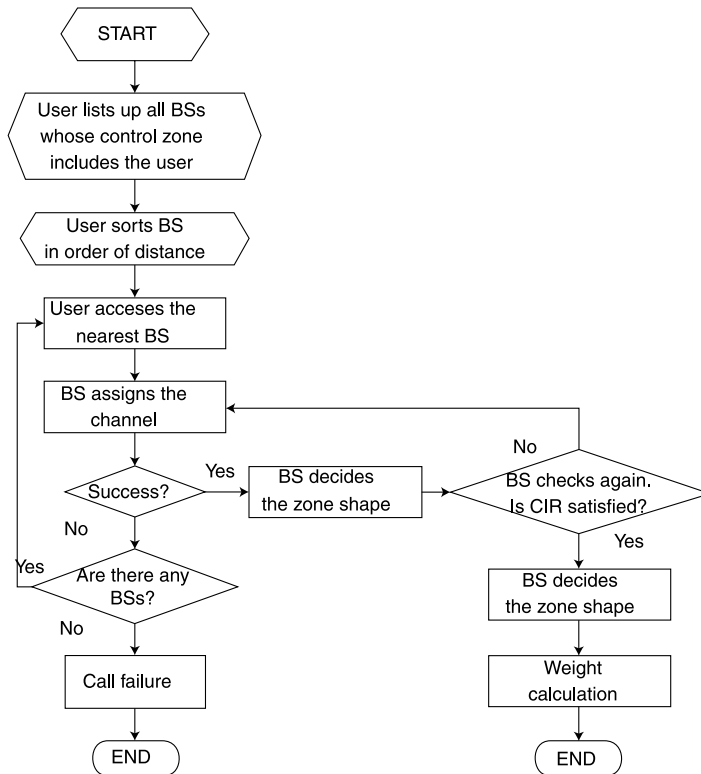 START
User lists up all BSs
whose control zone
includes the user
User sorts BS
in order of distance
User acceses the
nearest BS
BS assigns the
channel
Success?
Yes
BS decides
the zone shape
No
BS checks again.
Is CIR satisfied?
No
Yes
Are there any
BSs?
Yes
BS decides
the zone shape
No
Call failure
Weight
calculation
END
END